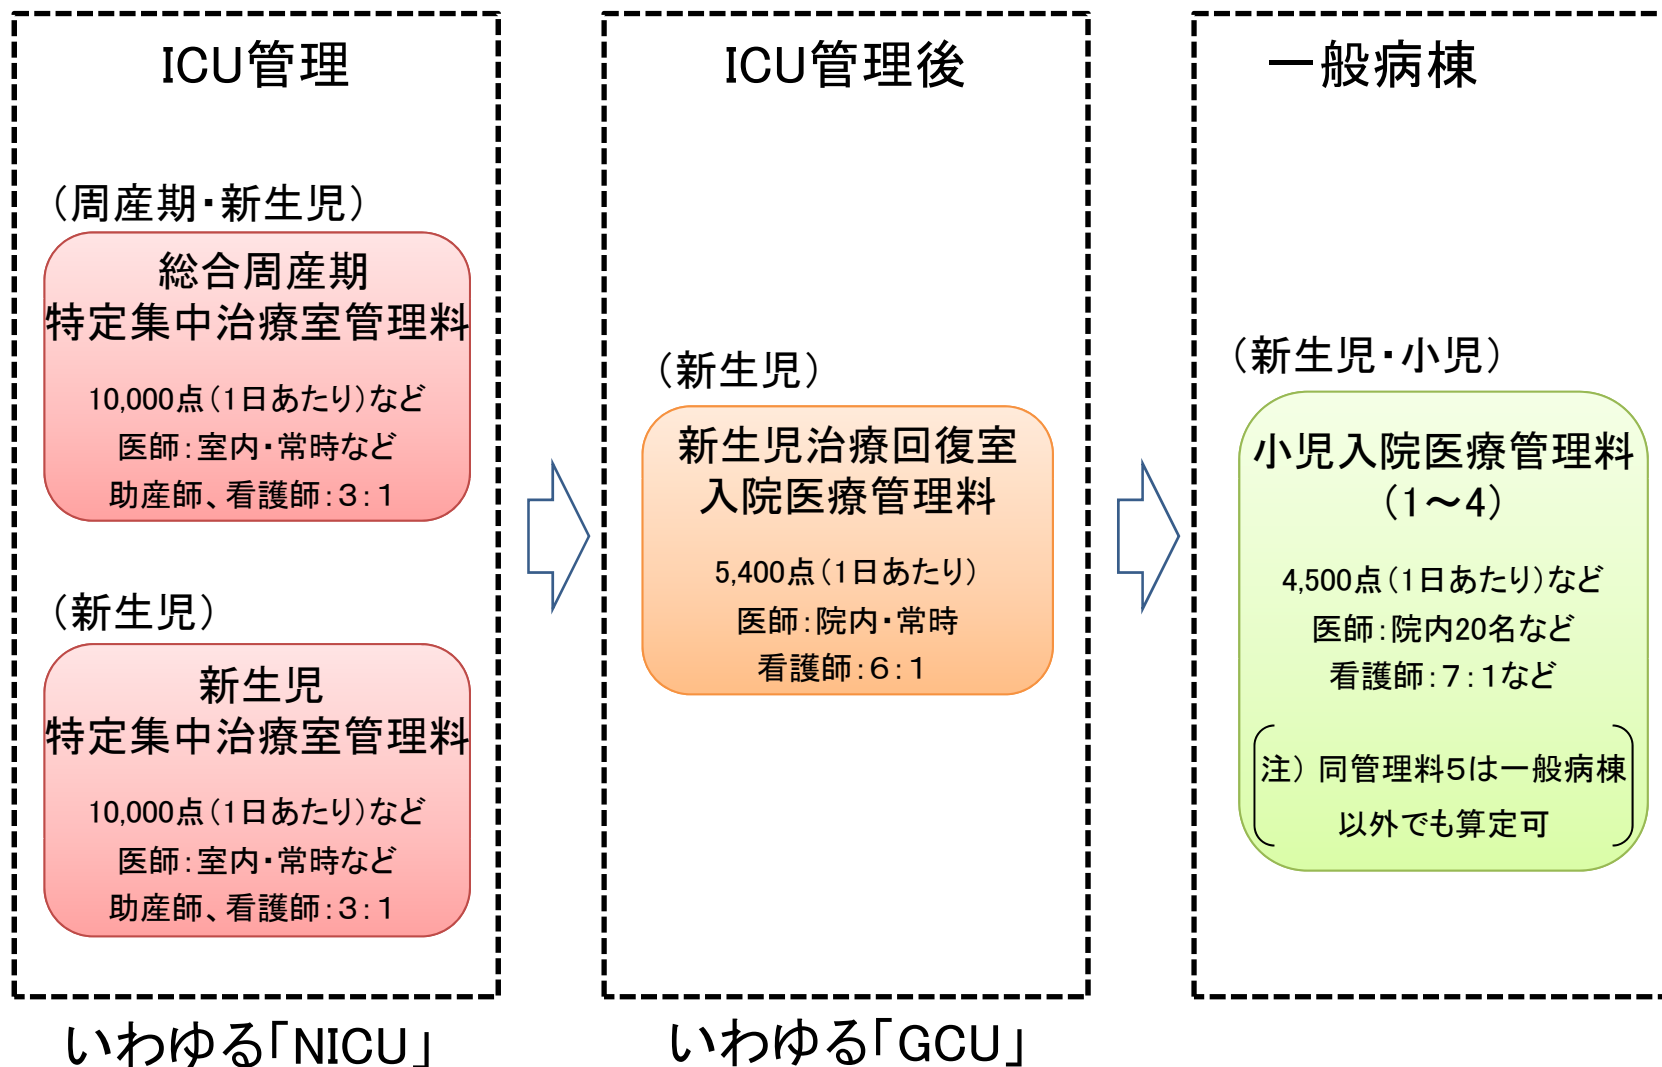 ICU管理
（周産期・新生児）
総合周産期
特定集中治療室管理料
10,000点（1日あたり）など
医師：室内・常時など
助産師、看護師：３：１
（新生児）
新生児
特定集中治療室管理料
10,000点（1日あたり）など
医師：室内・常時など
助産師、看護師：３：１
いわゆる「NICU」
ICU管理後
（新生児）
新生児治療回復室
入院医療管理料
5,400点（1日あたり）
医師：院内・常時
看護師：６：１
いわゆる「GCU」
一般病棟
（新生児・小児）
小児入院医療管理料
（1～4）
4,500点（1日あたり）など
医師：院内20名など
看護師：７：１など
注） 同管理料５は一般病棟
以外でも算定可